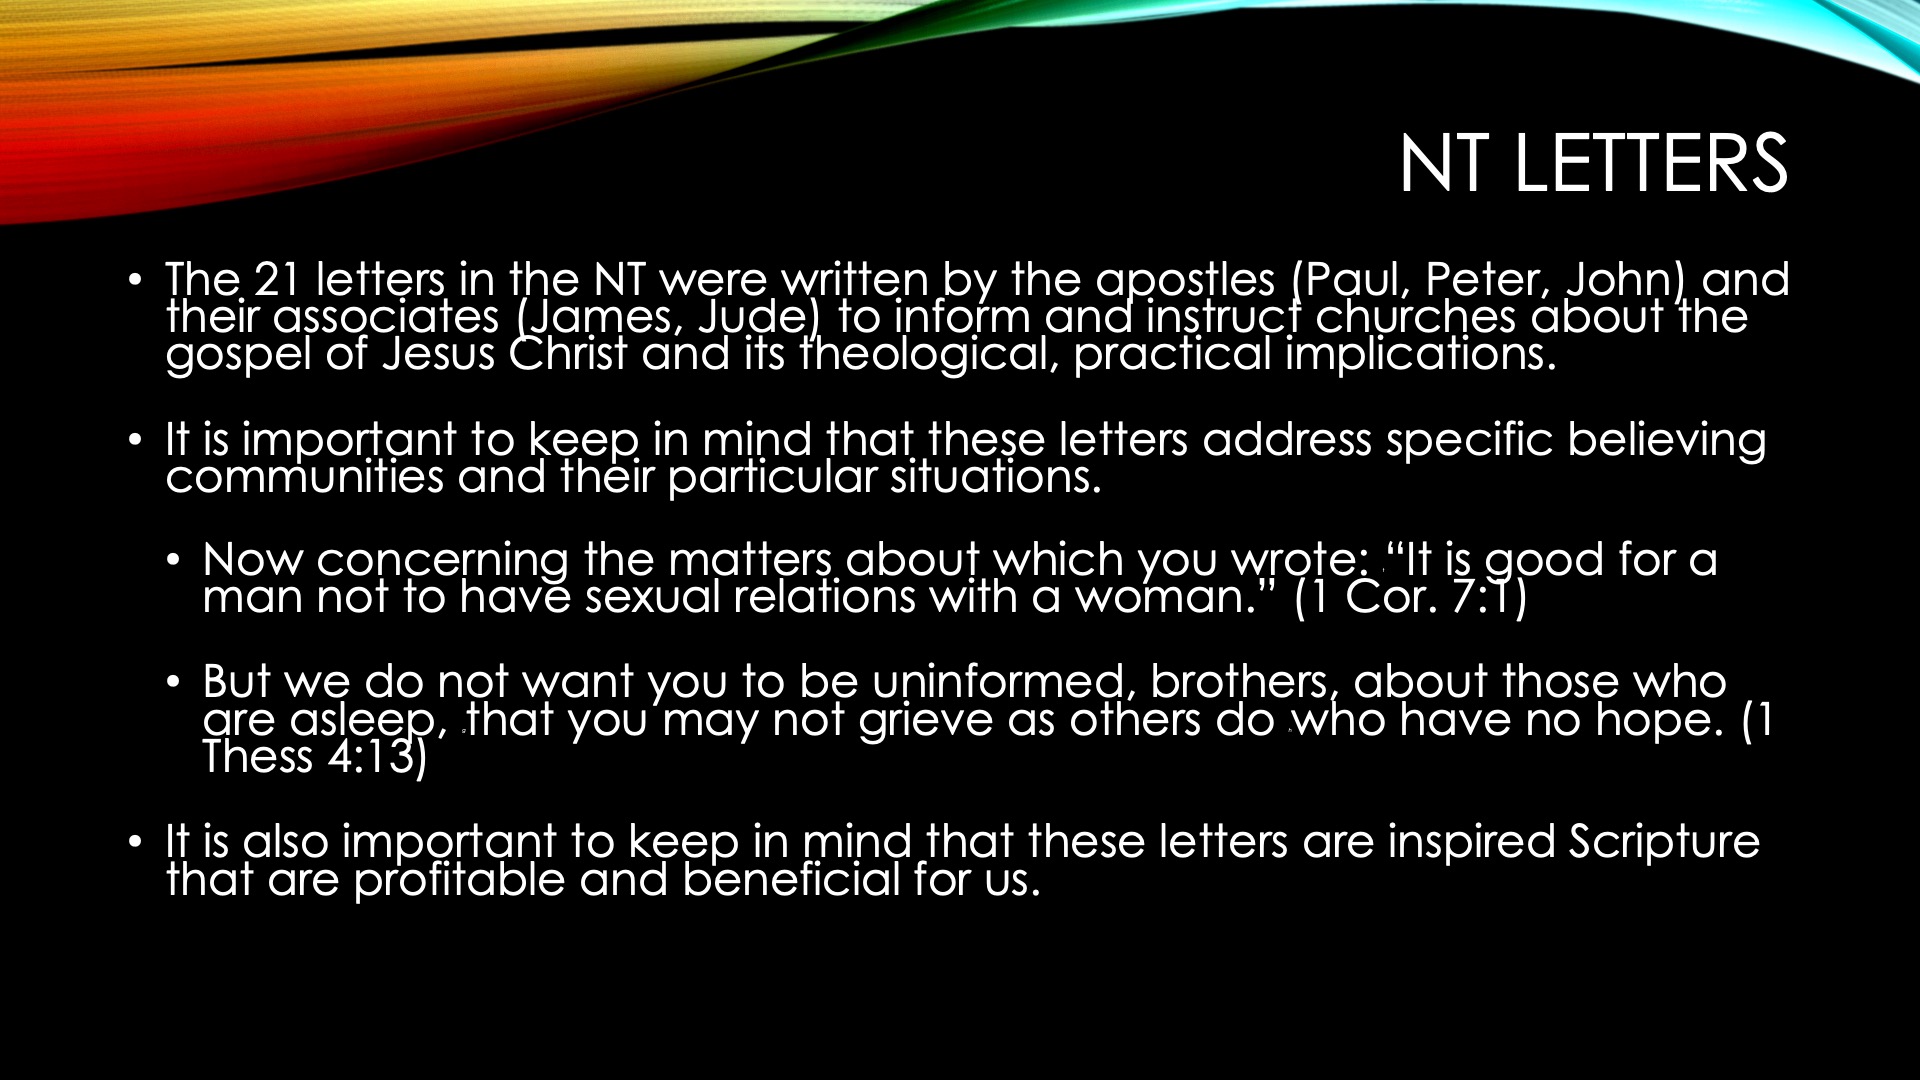 NT LETTERS
• The 21 letters in the NT were written by the apostles (Paul, Peter, John) and
their associates (James, Jude) to inform and instruct churches about the
gospel of Jesus Christ and its theological, practical implications.
• It is important to keep in mind that these letters address specific believing
communities and their particular situations.
• Now concerning the matters about which you wrote: “It is good for a
man not to have sexual relations with a woman.” (1 Cor. 7:1)
• But we do not want you to be uninformed, brothers, about those who
are asleep, that you may not grieve as others do who have no hope. (1
Thess 4:13)
• It is also important to keep in mind that these letters are inspired Scripture
that are profitable and beneficial for us.